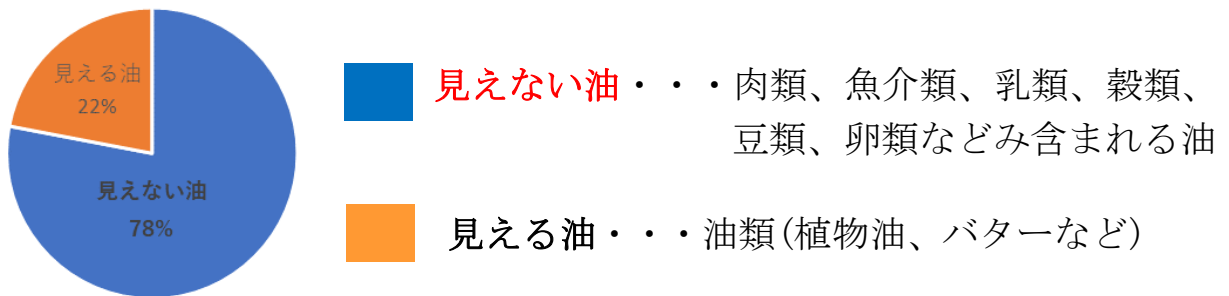 見える油
22%
見えない油
78%
見えない油・・・肉類、魚介類、乳類、穀類、
豆類、卵類などみ含まれる油
見える油・・・油類(植物油、バターなど)